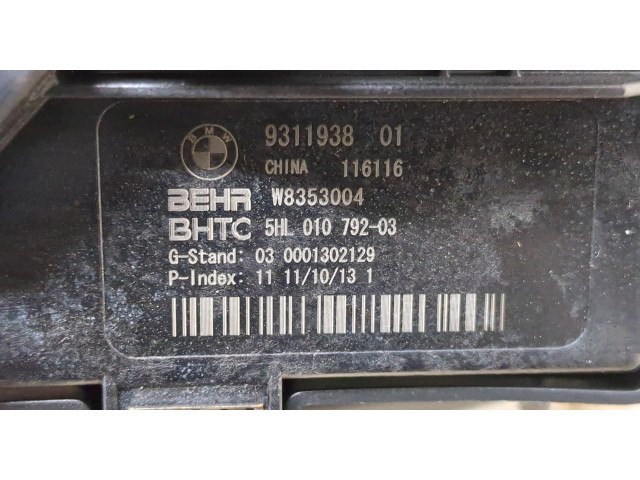 BMW
9311938 01
CHINA 116116
BEHR W8353004
BHTC 5HL 010 792-03
G-Stand: 03 0001302129
P-Index: 11 11/10/13 1